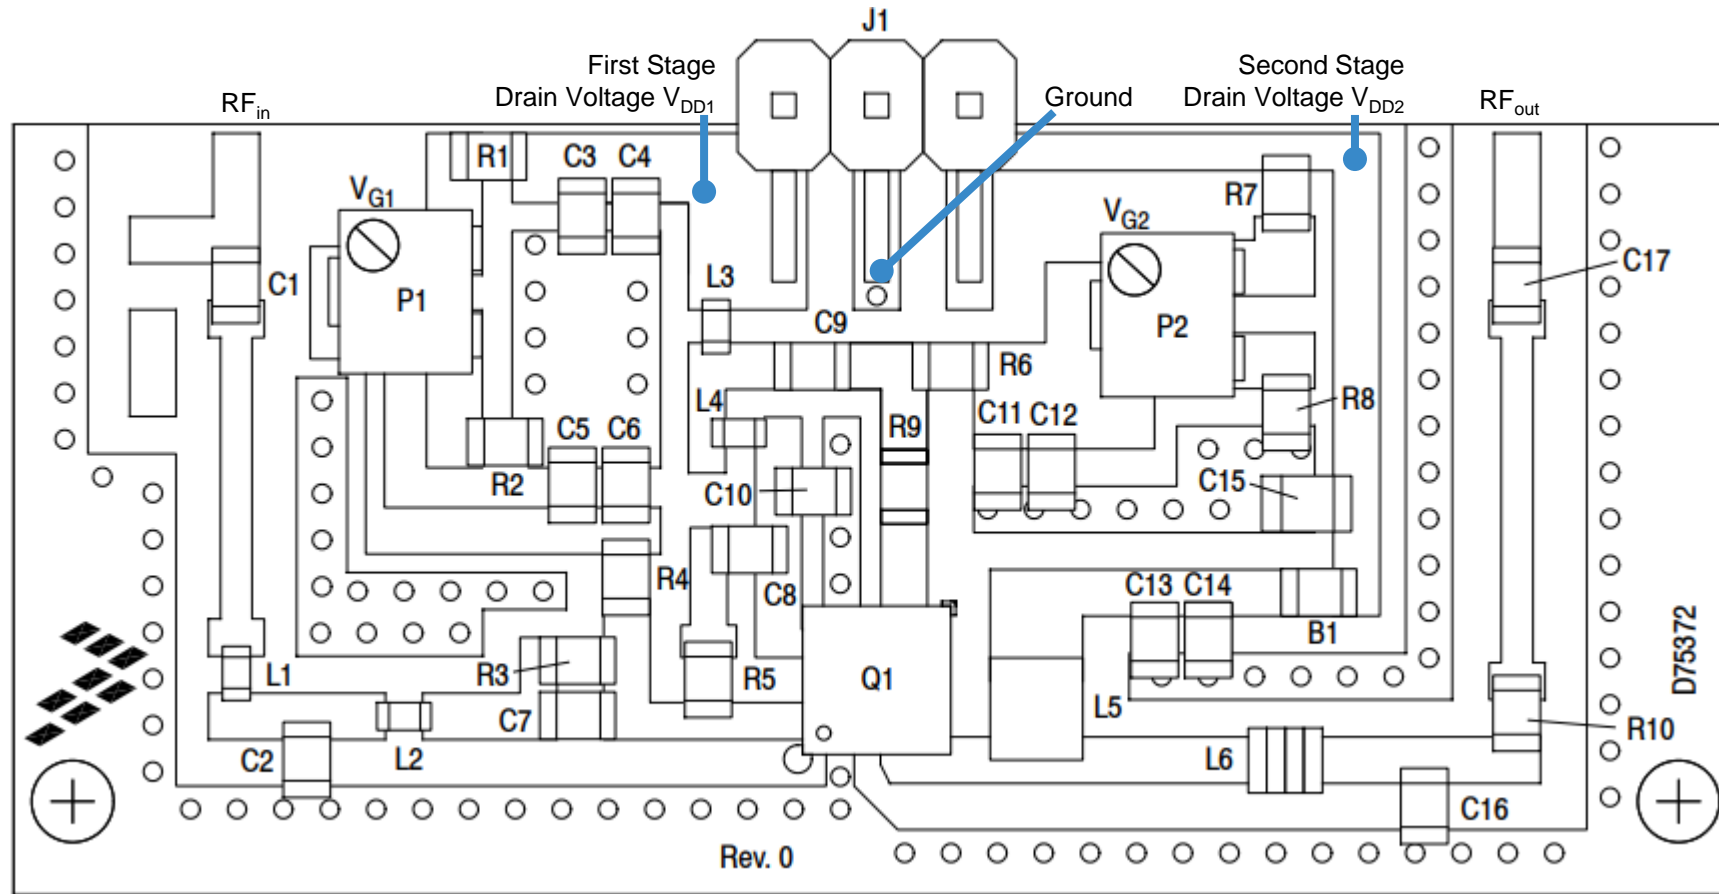 J1
First Stage
Drain Voltage VDD1
Second Stage
Drain Voltage VDD2
RFin
Ground
RFout
R1
C3
C4
R7
VG1
VG2
C17
C1
L3
P1
C9
P2
R6
L4
R8
C5
C6
R9
C11
C12
R2
C10
C15
R4
C8
C13
C14
B1
D75372
L1
R3
R5
Q1
C7
L5
R10
C2
L2
L6
C16
Rev. 0